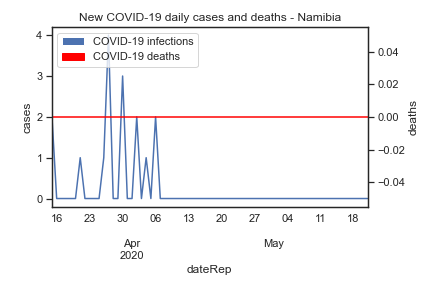 New COVID-19 daily cases and deaths - Namibia
COVID-19 infections
COVID-19 deaths
4
3
2
1
0
cases
0.04
0.02
0.00
−0.02
−0.04
deaths
16 23 30 06 13 20 27 04 11 18
Apr May
2020
dateRep